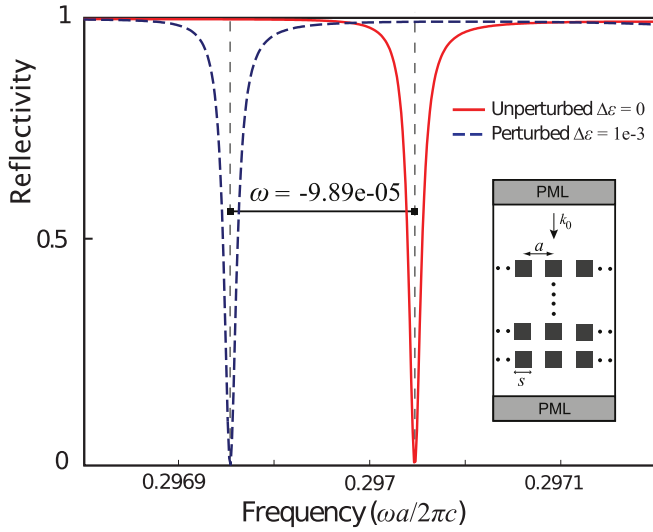 1
Reflectivity
0.5
0
Unperturbed Δε = 0
Perturbed Δε = 1e-3
ω = -9.89e-05
PML
k0
a
s
PML
0.2969
0.297
0.2971
Frequency (ωa/2πc)